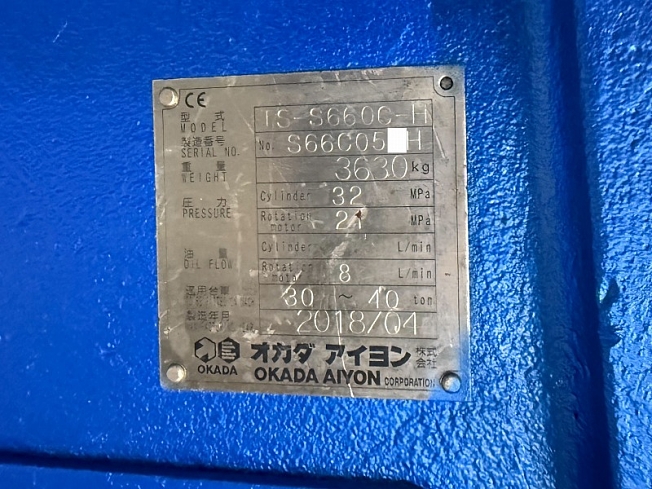 CE
型式 TS-S660C-H
MODEL
製造番号 No. S66C05 H
SERIAL NO.
重量 3630 kg
WEIGHT
圧力 Cylinder 32 MPa
PRESSURE Rotation motor 21 MPa
油量 Cylinder L/min
OIL FLOW Rotation motor 8 L/min
適用台車 30 ~ 40 ton
製造年月 2018/04
オカダ アイヨン 株式会社
OKADA OKADA AIYON CORPORATION